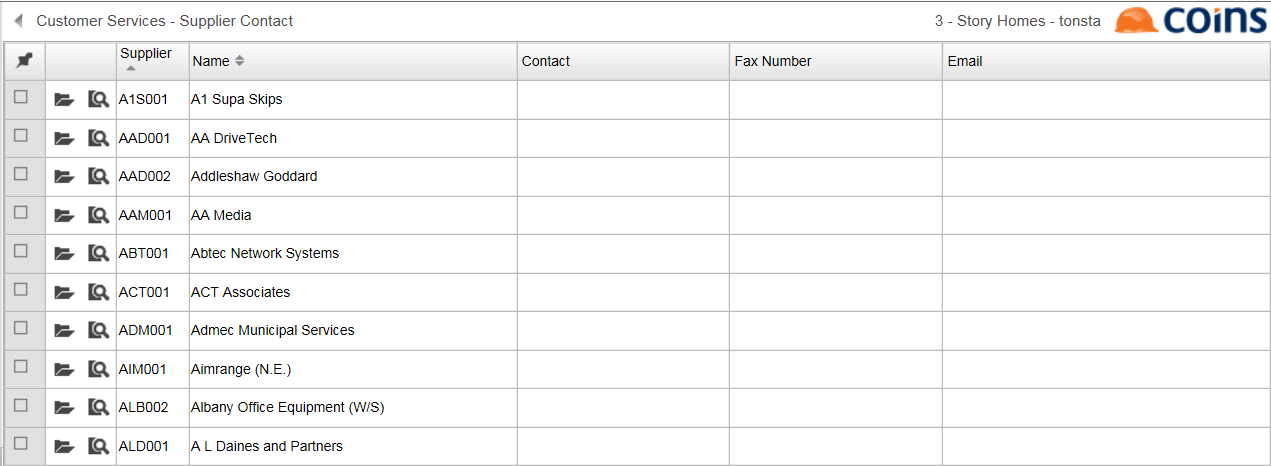 Customer Services - Supplier Contact
3 - Story Homes - tonsta
coins
Supplier Name Contact Fax Number Email
A1S001 A1 Supa Skips
AAD001 AA DriveTech
AAD002 Addleshaw Goddard
AAM001 AA Media
ABT001 Abtec Network Systems
ACT001 ACT Associates
ADM001 Admec Municipal Services
AIM001 Aimrange (N.E.)
ALB002 Albany Office Equipment (W/S)
ALD001 A L Daines and Partners